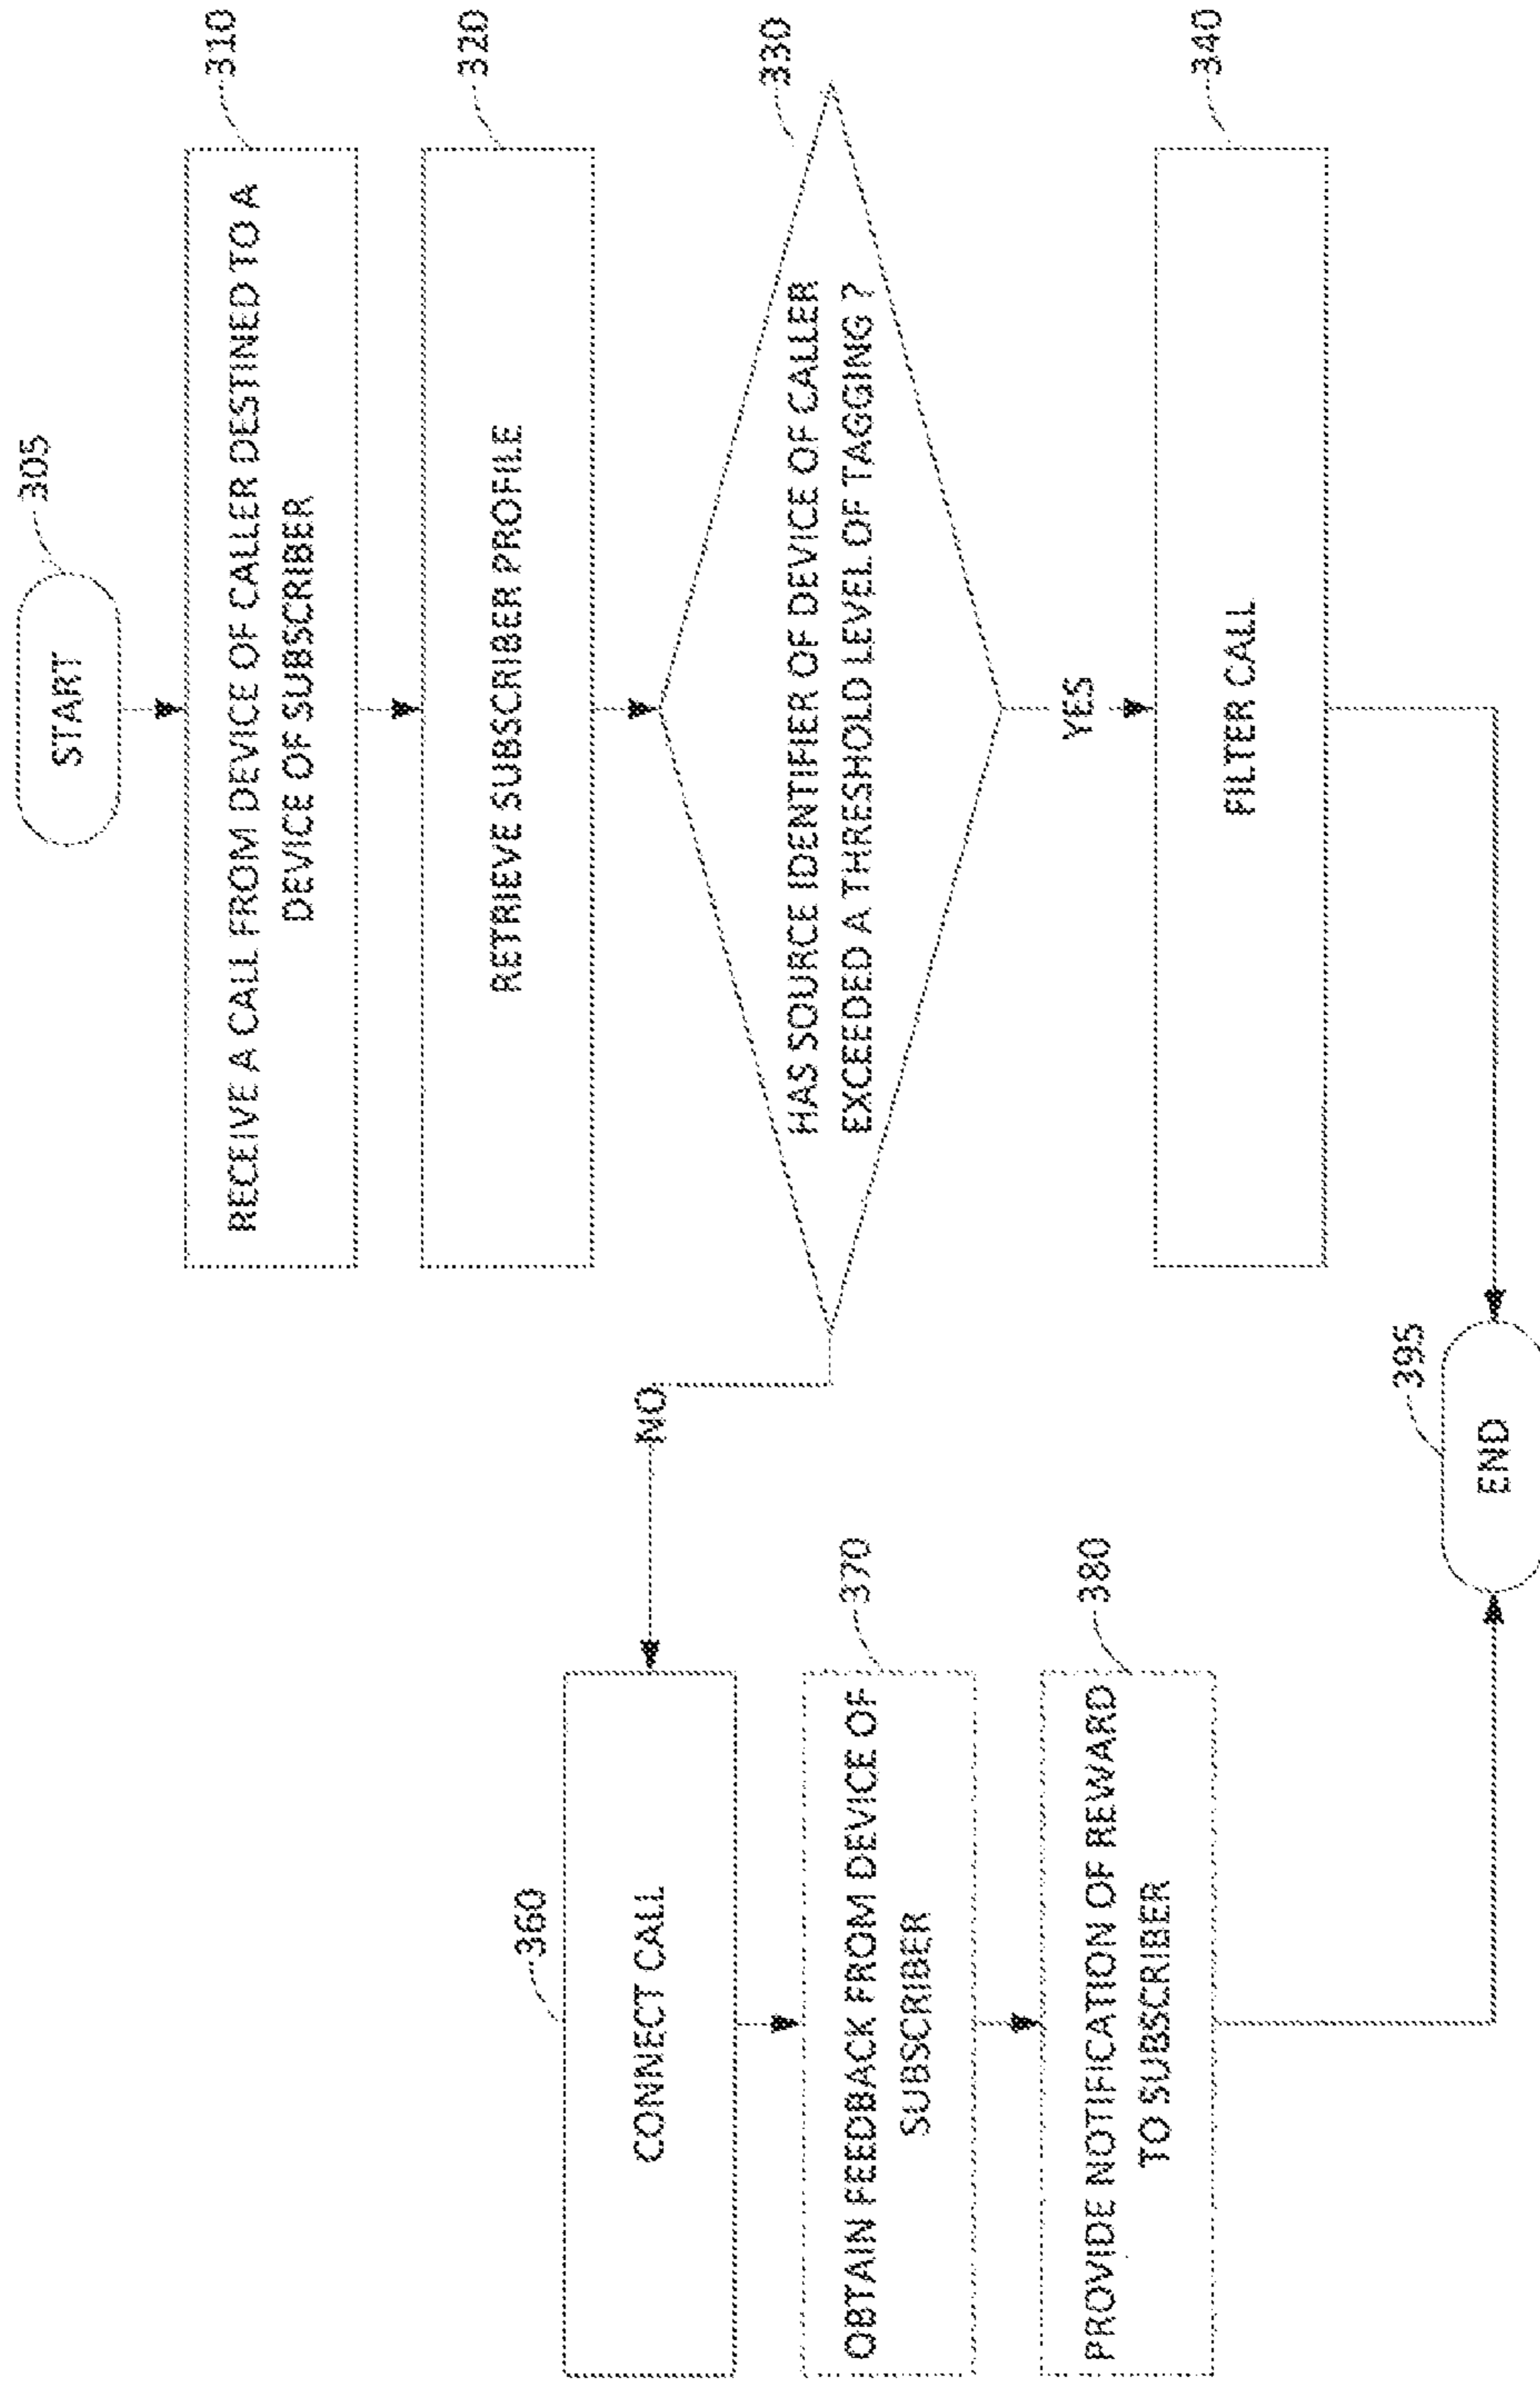 305
START
310
RECEIVE A CALL FROM DEVICE OF CALLER DESTINED TO A
DEVICE OF SUBSCRIBER
320
RETRIEVE SUBSCRIBER PROFILE
330
HAS SOURCE IDENTIFIER OF DEVICE OF CALLER
EXCEEDED A THRESHOLD LEVEL OF TAGGING ?
YES
340
FILTER CALL
NO
360
CONNECT CALL
370
OBTAIN FEEDBACK FROM DEVICE OF
SUBSCRIBER
380
PROVIDE NOTIFICATION OF REWARD
TO SUBSCRIBER
395
END